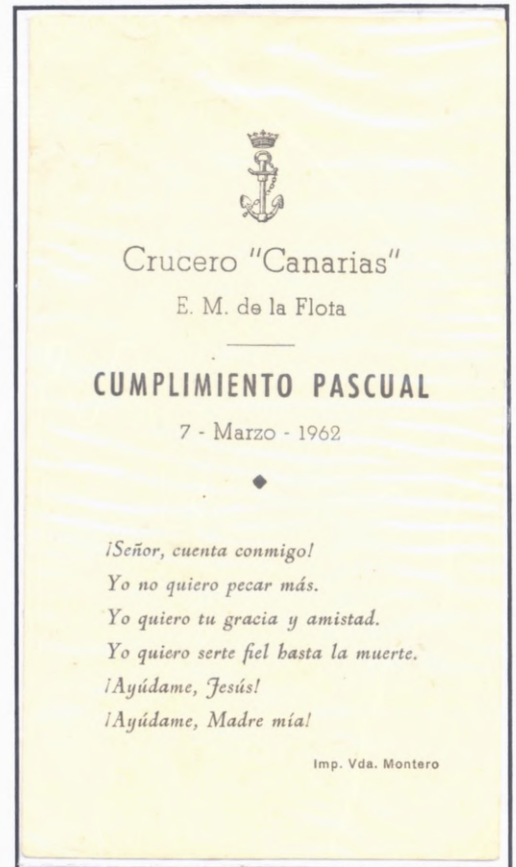 Crucero "Canarias"
E. M. de la Flota
CUMPLIMIENTO PASCUAL
7 - Marzo - 1962
¡Señor, cuenta conmigo!
Yo no quiero pecar más.
Yo quiero tu gracia y amistad.
Yo quiero serte fiel hasta la muerte.
¡Ayúdame, Jesús!
¡Ayúdame, Madre mía!
Imp. Vda. Montero